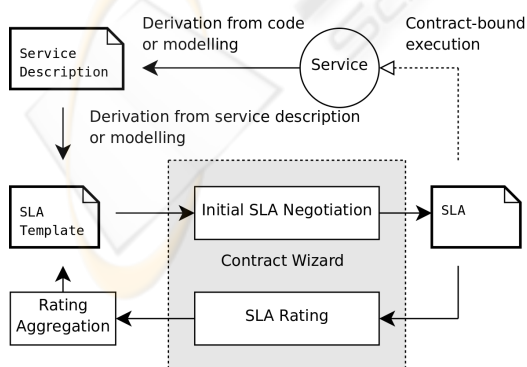 Derivation from code
or modelling
Contract-bound
execution
Service
Description
Service
Derivation from service description
or modelling
SLA
Template
Initial SLA Negotiation
SLA
Contract Wizard
Rating
Aggregation
SLA Rating